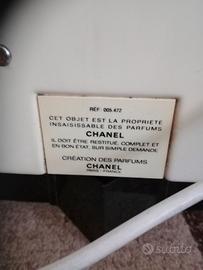 RÉF: 005.472
CET OBJET EST LA PROPRIETE
INSAISISSABLE DES PARFUMS
CHANEL
IL DOIT ÊTRE RESTITUÉ, COMPLET ET
EN BON ÉTAT, SUR SIMPLE DEMANDE
CRÉATION DES PARFUMS
CHANEL
PARIS - FRANCE
subito